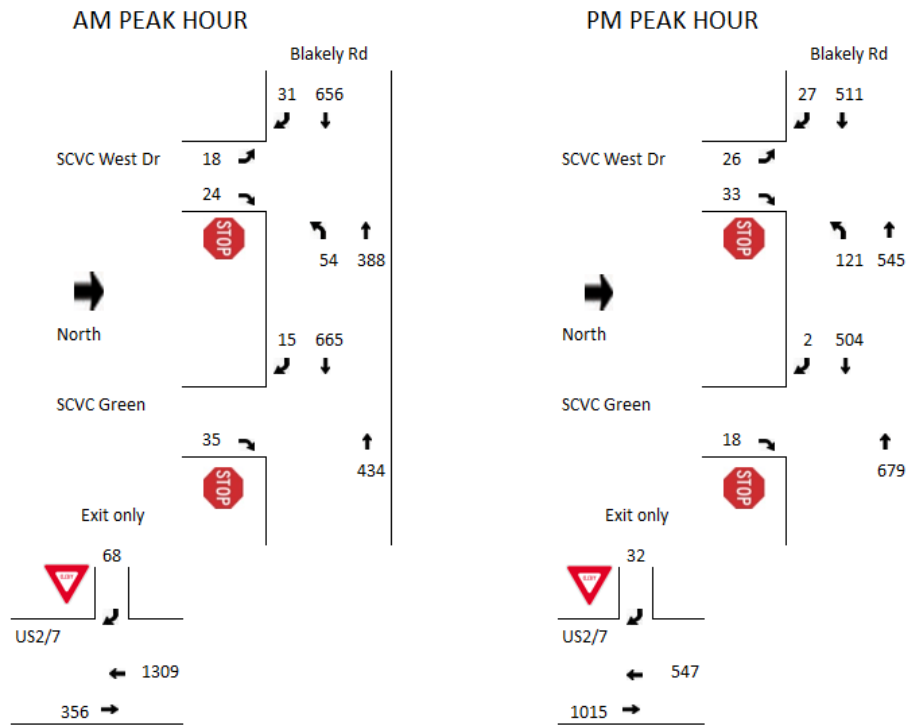 AM PEAK HOUR
Blakely Rd
31 656
SCVC West Dr 18
24
STOP
54 388
North
15 665
SCVC Green
35
434
STOP
Exit only
68
US2/7
1309
356
PM PEAK HOUR
Blakely Rd
27 511
SCVC West Dr 26
33
STOP
121 545
North
2 504
SCVC Green
18
679
STOP
Exit only
32
US2/7
547
1015